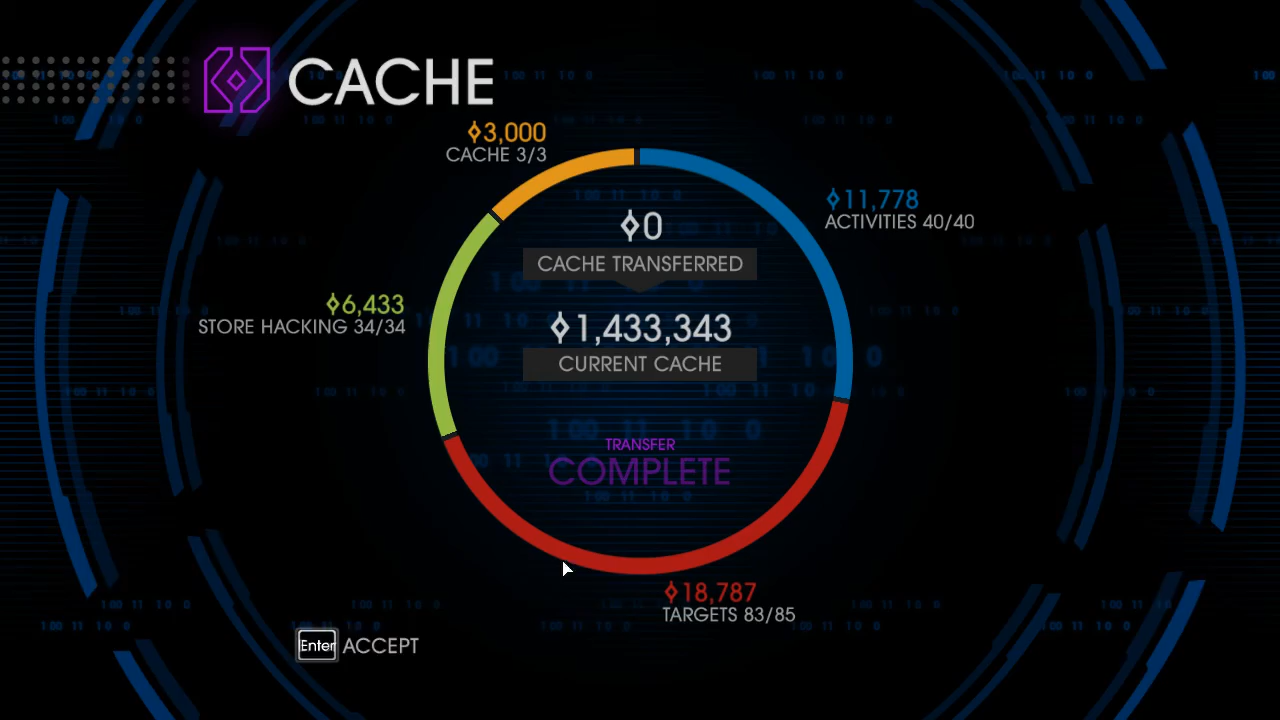 CACHE
3,000
CACHE 3/3
11,778
ACTIVITIES 40/40
0
CACHE TRANSFERRED
6,433
STORE HACKING 34/34
1,433,343
CURRENT CACHE
TRANSFER
COMPLETE
18,787
TARGETS 83/85
Enter ACCEPT